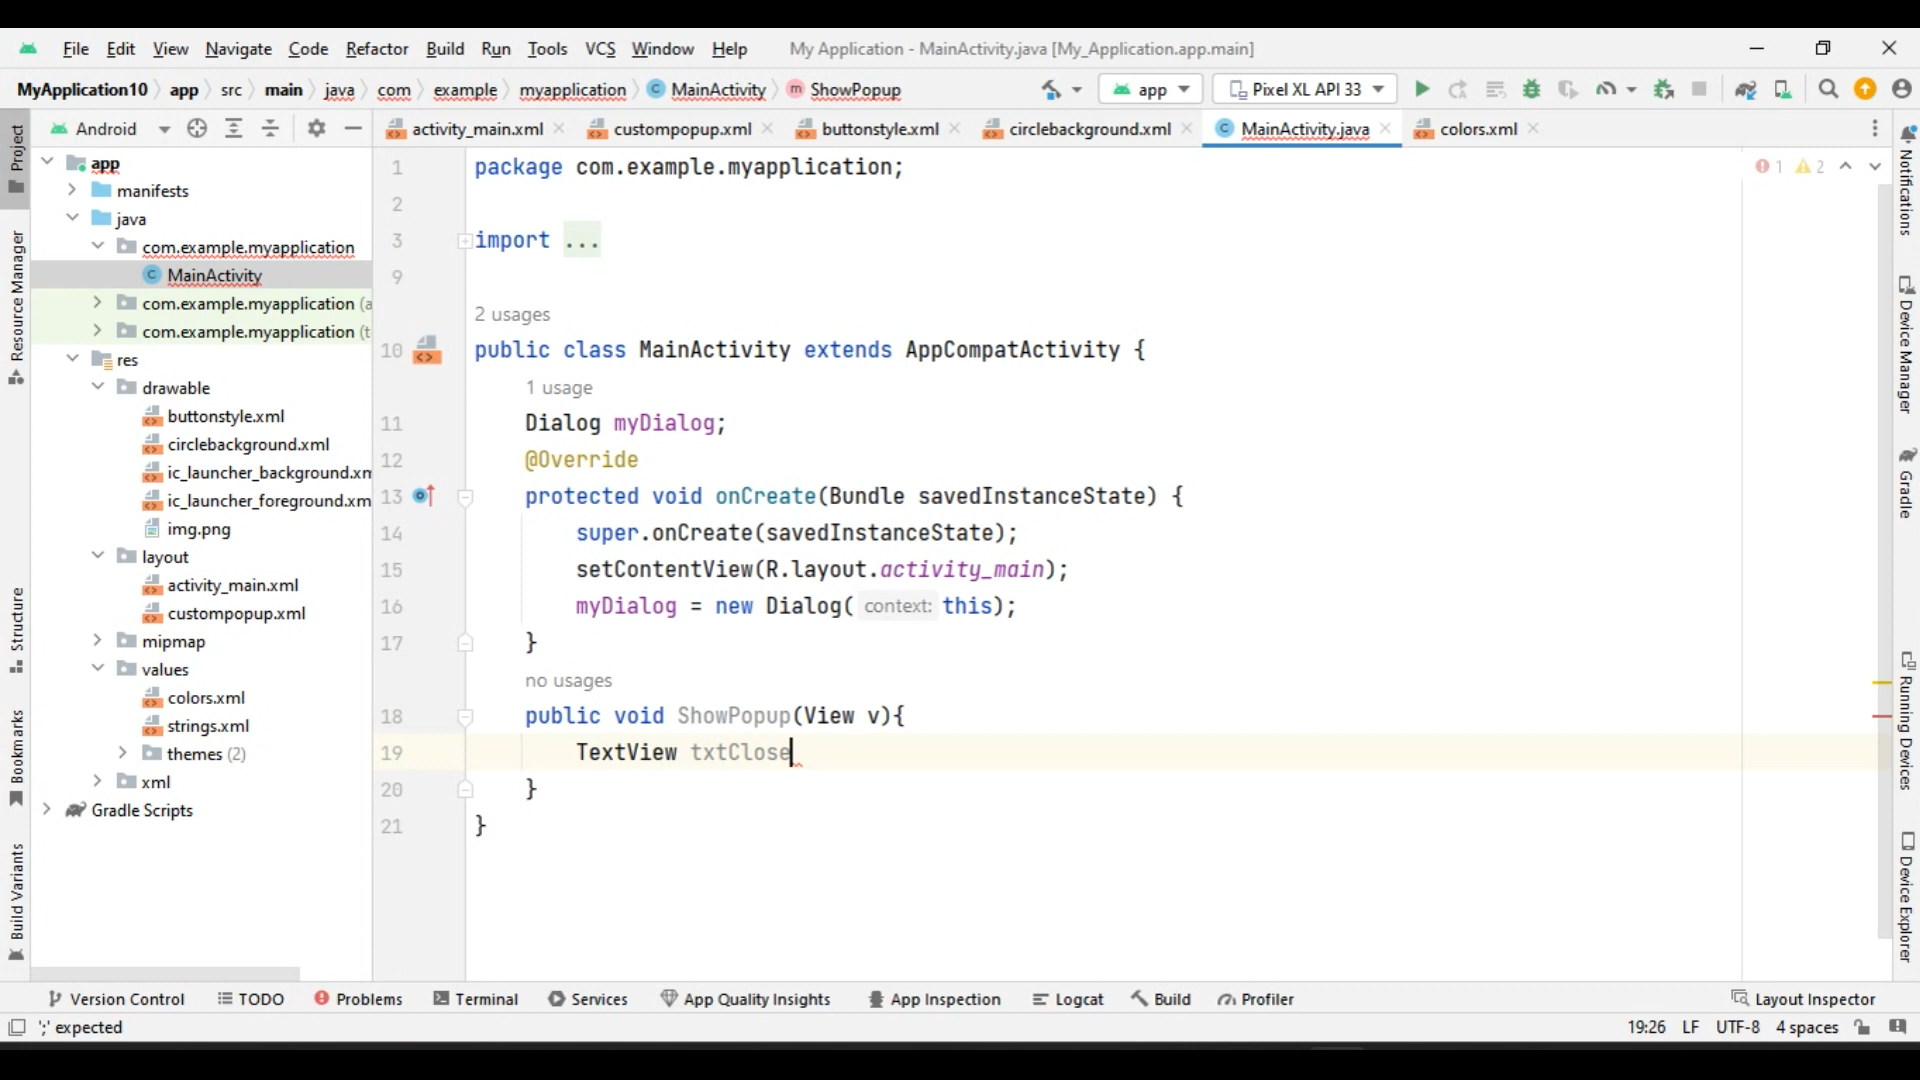 File Edit View Navigate Code Refactor Build Run Tools VCS Window Help My Application - MainActivity.java [My_Application.app.main]
MyApplication10 app src main java com example myapplication MainActivity ShowPopup app Pixel XL API 33
Android activity_main.xml custompopup.xml buttonstyle.xml circlebackground.xml MainActivity.java colors.xml
Project
Resource Manager
Structure
Bookmarks
Build Variants
app
manifests
java
com.example.myapplication
MainActivity
com.example.myapplication (a
com.example.myapplication (t
res
drawable
buttonstyle.xml
circlebackground.xml
ic_launcher_background.xm
ic_launcher_foreground.xm
img.png
layout
activity_main.xml
custompopup.xml
mipmap
values
colors.xml
strings.xml
themes (2)
xml
Gradle Scripts
1 package com.example.myapplication;
1 2
2
3 import ...
9
2 usages
10 public class MainActivity extends AppCompatActivity {
1 usage
11 Dialog myDialog;
12 @Override
13 protected void onCreate(Bundle savedInstanceState) {
14 super.onCreate(savedInstanceState);
15 setContentView(R.layout.activity_main);
16 myDialog = new Dialog( context: this);
17 }
no usages
18 public void ShowPopup(View v){
19 TextView txtClose
20 }
21 }
Notifications
Device Manager
Gradle
Running Devices
Device Explorer
Version Control TODO Problems Terminal Services App Quality Insights App Inspection Logcat Build Profiler Layout Inspector
';' expected 19:26 LF UTF-8 4 spaces